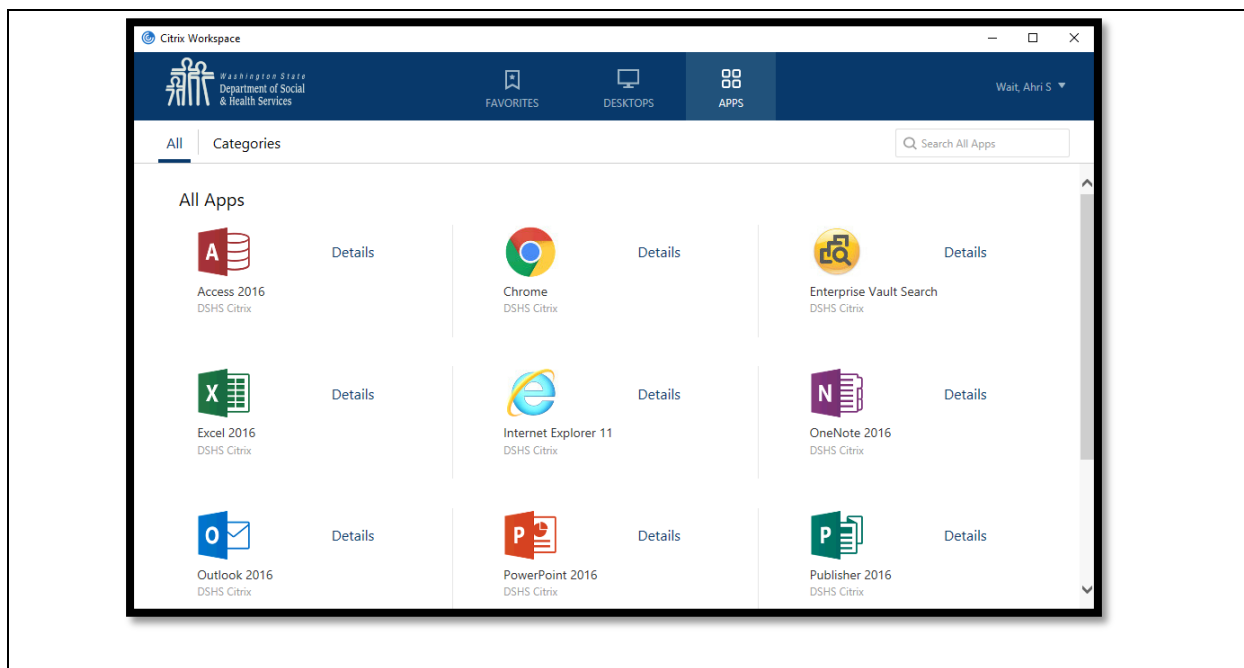 Citrix Workspace
Washington State
Department of Social
& Health Services
FAVORITES
DESKTOPS
APPS
Wait, Ahri S
All
Categories
Search All Apps
All Apps
A
Details
Details
Details
Access 2016
Chrome
Enterprise Vault Search
DSHS Citrix
DSHS Citrix
DSHS Citrix
X
Details
Details
N
Details
Excel 2016
Internet Explorer 11
OneNote 2016
DSHS Citrix
DSHS Citrix
DSHS Citrix
O
Details
P
Details
P
Details
Outlook 2016
PowerPoint 2016
Publisher 2016
DSHS Citrix
DSHS Citrix
DSHS Citrix